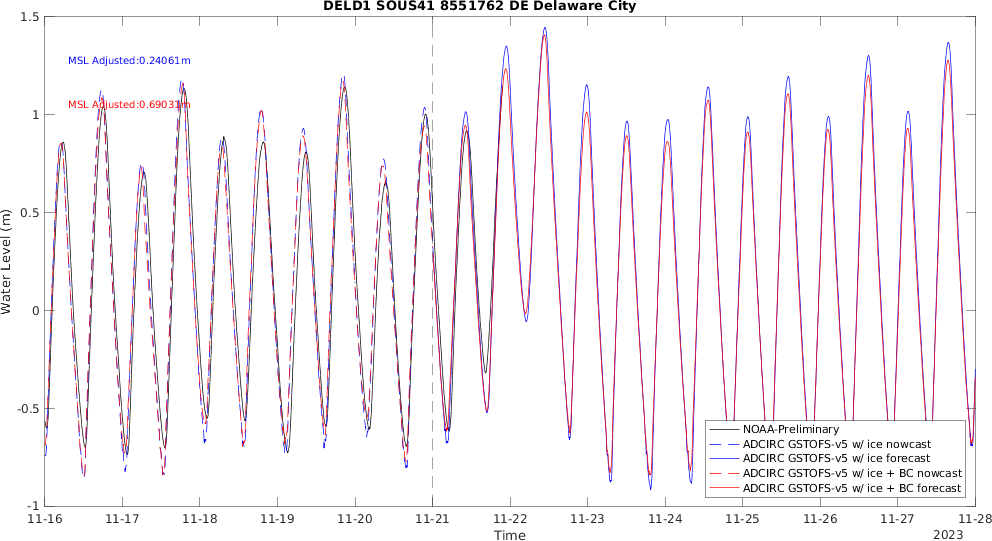 DELD1 SOUS41 8551762 DE Delaware City
1.5
1
0.5
0
-0.5
-1
Water Level (m)
MSL Adjusted:0.24061m
MSL Adjusted:0.69031m
NOAA-Preliminary
ADCIRC GSTOFS-v5 w/ ice nowcast
ADCIRC GSTOFS-v5 w/ ice forecast
ADCIRC GSTOFS-v5 w/ ice + BC nowcast
ADCIRC GSTOFS-v5 w/ ice + BC forecast
11-16 11-17 11-18 11-19 11-20 11-21 11-22 11-23 11-24 11-25 11-26 11-27 11-28
Time
2023